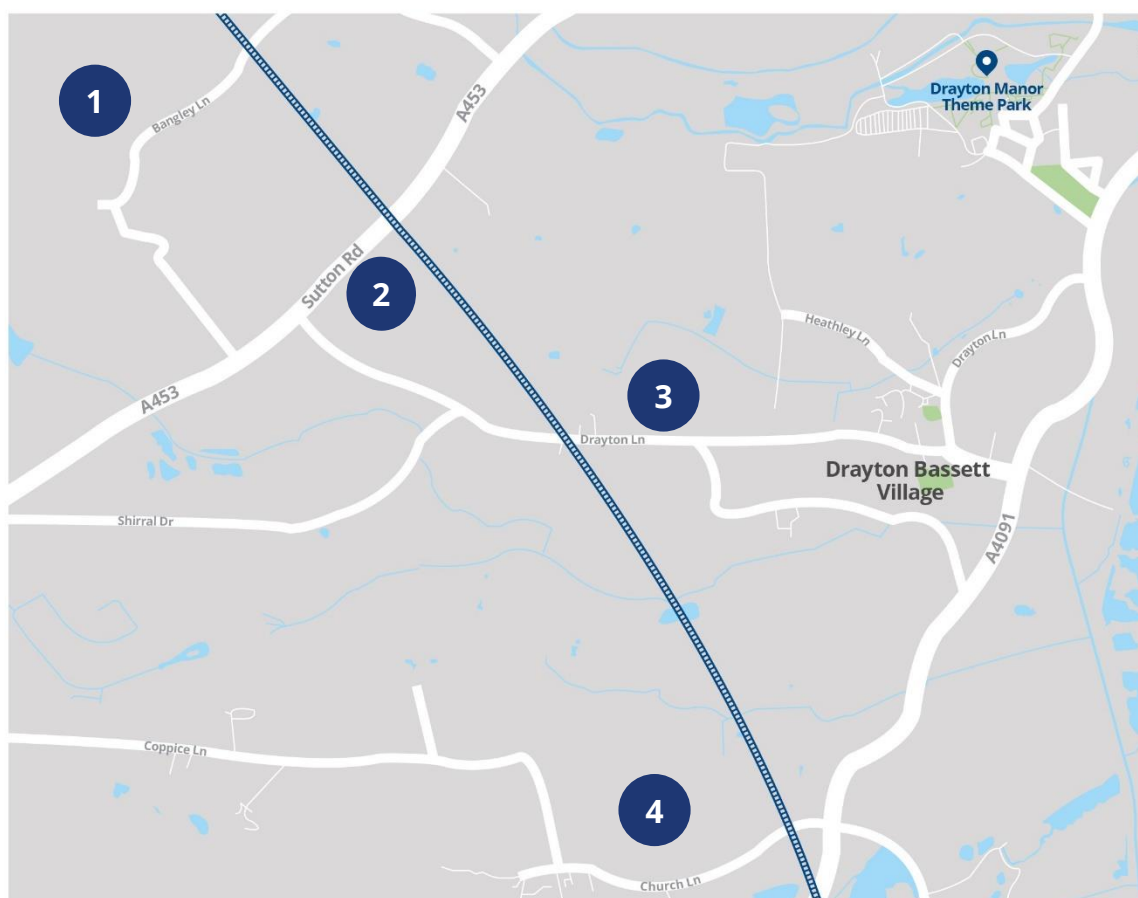 1
Bangley Ln
A453
Drayton Manor
Theme Park
Sutton Rd
2
Heathley Ln
Drayton Ln
A453
3
Drayton Ln
Drayton Bassett
Village
Shirral Dr
A4091
Coppice Ln
4
Church Ln